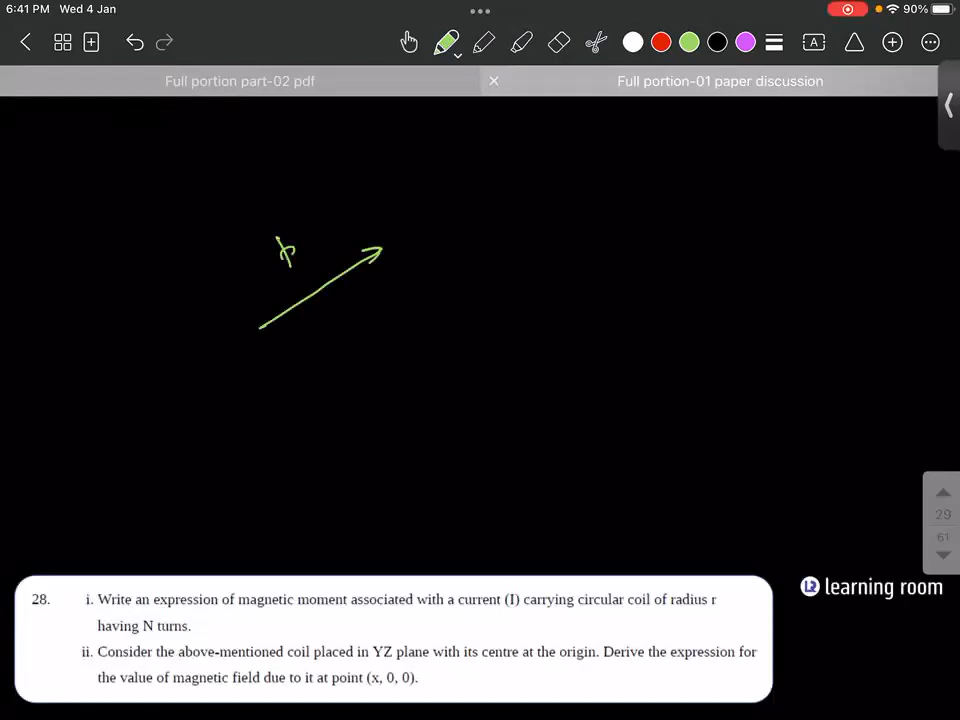 6:41 PM Wed 4 Jan
90%
A
Full portion part-02 pdf
Full portion-01 paper discussion
29
61
28. i. Write an expression of magnetic moment associated with a current (I) carrying circular coil of radius r
having N turns.
ii. Consider the above-mentioned coil placed in YZ plane with its centre at the origin. Derive the expression for
the value of magnetic field due to it at point (x, 0, 0).
learning room